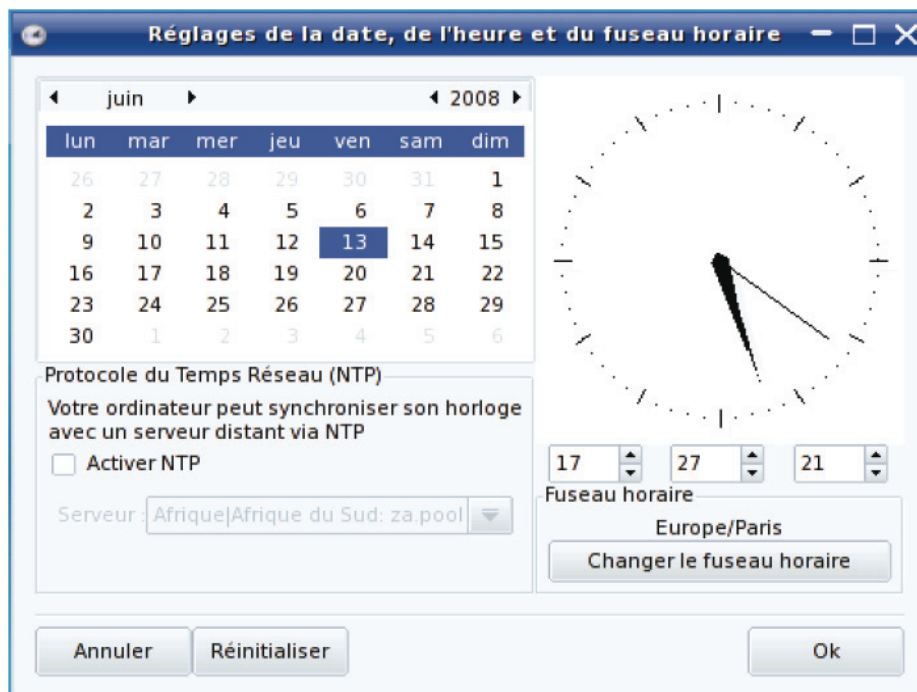 Réglages de la date, de l'heure et du fuseau horaire
juin 2008
lun mar mer jeu ven sam dim
26 27 28 29 30 31 1
2 3 4 5 6 7 8
9 10 11 12 13 14 15
16 17 18 19 20 21 22
23 24 25 26 27 28 29
30 1 2 3 4 5 6
Protocole du Temps Réseau (NTP)
Votre ordinateur peut synchroniser son horloge
avec un serveur distant via NTP
Activer NTP
Serveur : Afrique|Afrique du Sud: za.pool
17 27 21
Fuseau horaire
Europe/Paris
Changer le fuseau horaire
Annuler Réinitialiser Ok